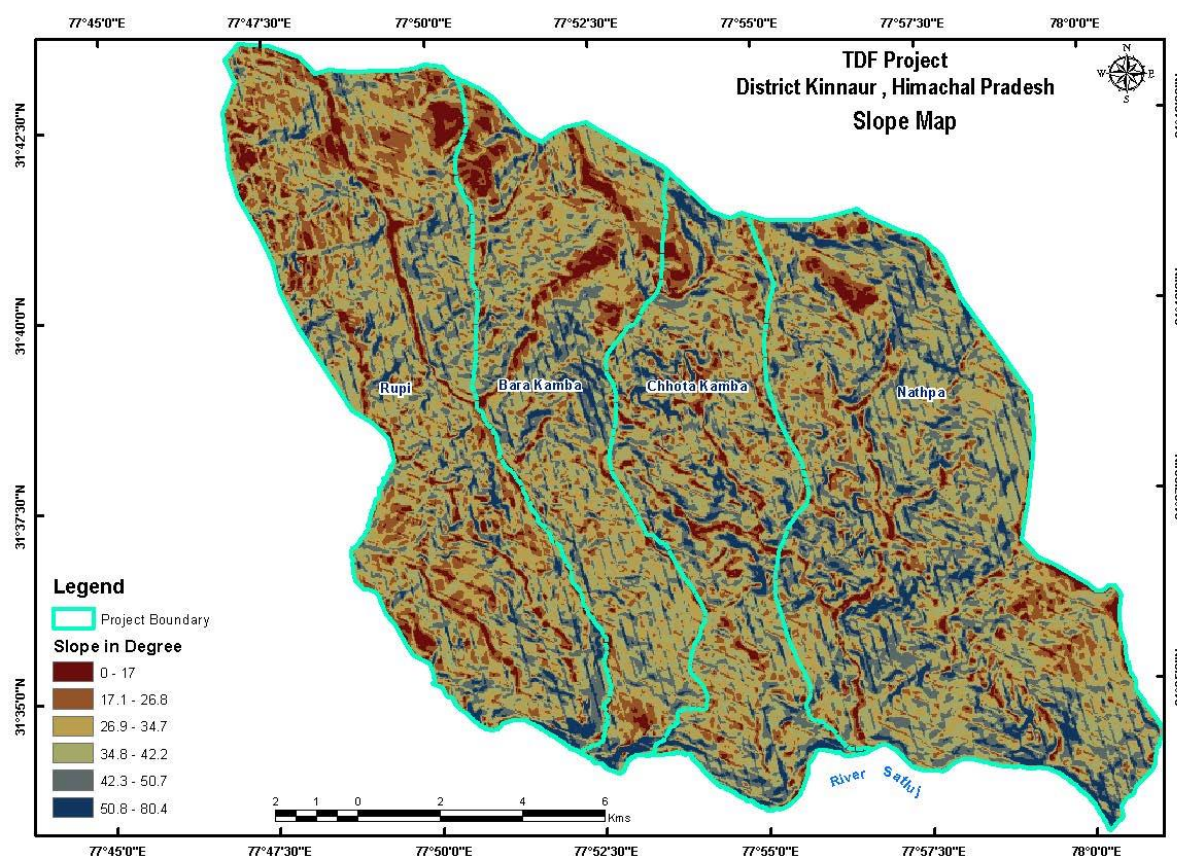 77°45'0"E 77°47'30"E 77°50'0"E 77°52'30"E 77°55'0"E 77°57'30"E 78°0'0"E
TDF Project
District Kinnaur , Himachal Pradesh
Slope Map
N
W E
S
31°42'30"N
31°40'0"N
31°37'30"N
31°35'0"N
Rupi
Bara Kamba
Chhota Kamba
Nathpa
River Satluj
Legend
Project Boundary
Slope in Degree
0 - 17
17.1 - 26.8
26.9 - 34.7
34.8 - 42.2
42.3 - 50.7
50.8 - 80.4
2 1 0 2 4 6
Kms
77°45'0"E 77°47'30"E 77°50'0"E 77°52'30"E 77°55'0"E 77°57'30"E 78°0'0"E